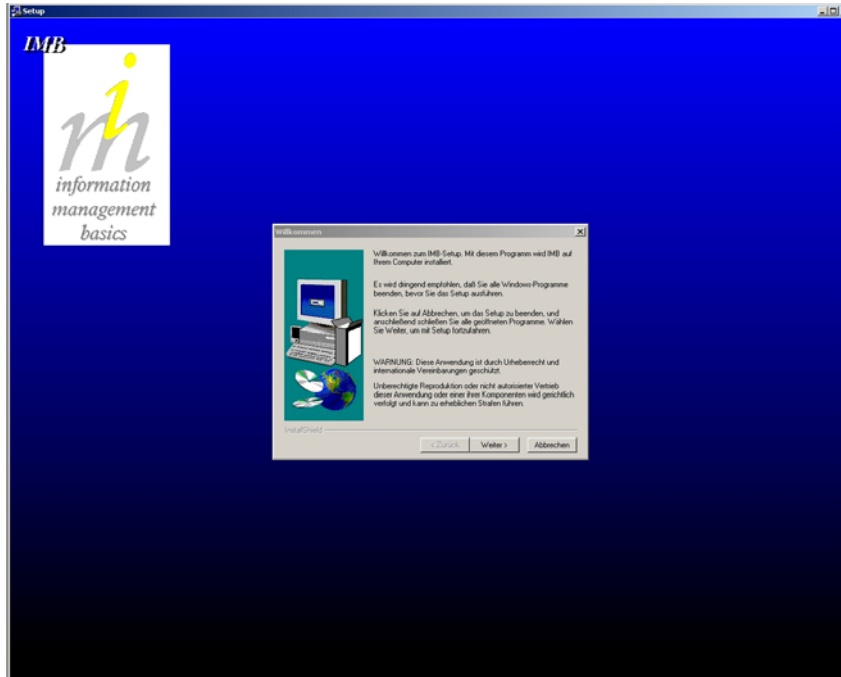 Setup
IMB
information
management
basics
Willkommen
Willkommen zum IMB-Setup. Mit diesem Programm wird IMB auf
Ihrem Computer installiert.
Es wird dringend empfohlen, daß Sie alle Windows-Programme
beenden, bevor Sie das Setup ausführen.
Klicken Sie auf Abbrechen, um das Setup zu beenden, und
anschließend schließen Sie alle geöffneten Programme. Wählen
Sie Weiter, um mit Setup fortzufahren.
WARNUNG: Diese Anwendung ist durch Urheberrecht und
internationale Vereinbarungen geschützt.
Unberechtigte Reproduktion oder nicht autorisierter Vertrieb
dieser Anwendung oder einer ihrer Komponenten wird gerichtlich
verfolgt und kann zu erheblichen Strafen führen.
InstallShield
< Zurück Weiter > Abbrechen